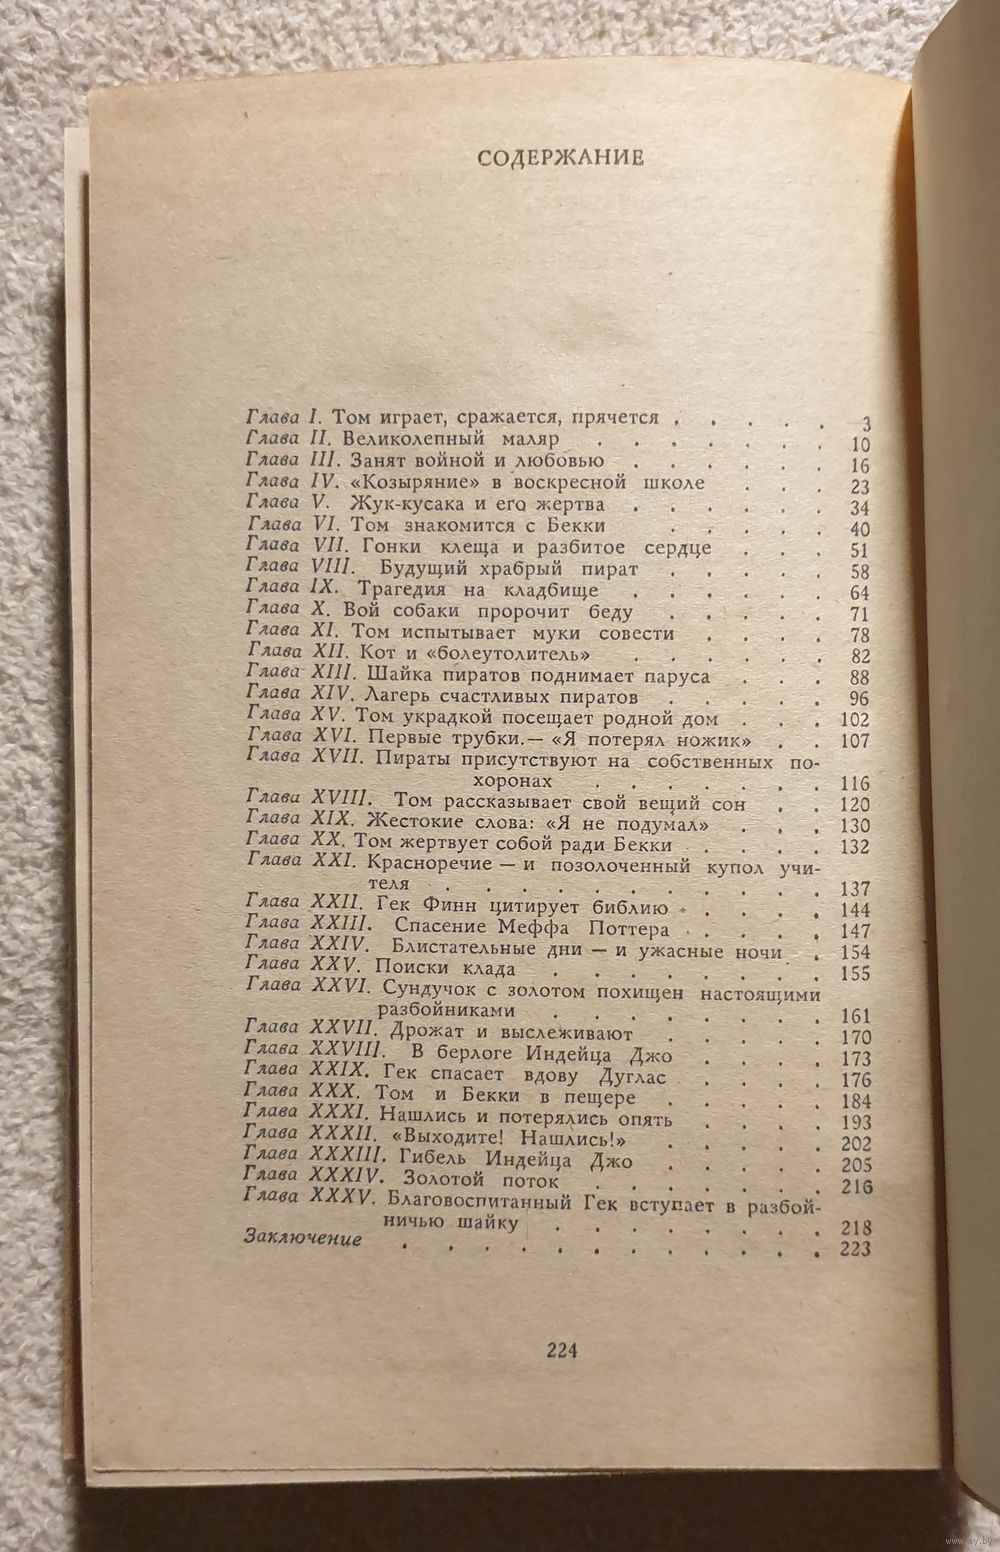 СОДЕРЖАНИЕ
Глава I. Том играет, сражается, прячется . . . . . 3
Глава II. Великолепный маляр . . . . . . . 10
Глава III. Занят войной и любовью . . . . . . 16
Глава IV. «Козыряние» в воскресной школе . . . 23
Глава V. Жук-кусака и его жертва . . . . . . 34
Глава VI. Том знакомится с Бекки . . . . . 40
Глава VII. Гонки клеща и разбитое сердце . . . 51
Глава VIII. Будущий храбрый пират . . . . . 58
Глава IX. Трагедия на кладбище . . . . . . 64
Глава X. Вой собаки пророчит беду . . . . . 71
Глава XI. Том испытывает муки совести . . . . 78
Глава XII. Кот и «болеутолитель» . . . . . . 82
Глава XIII. Шайка пиратов поднимает паруса . . . 88
Глава XIV. Лагерь счастливых пиратов . . . . . 96
Глава XV. Том украдкой посещает родной дом . . . 102
Глава XVI. Первые трубки.— «Я потерял ножик» . . 107
Глава XVII. Пираты присутствуют на собственных по-
хоронах . . . . . . . 116
Глава XVIII. Том рассказывает свой вещий сон . . 120
Глава XIX. Жестокие слова: «Я не подумал» . . . 130
Глава XX. Том жертвует собой ради Бекки . . . . 132
Глава XXI. Красноречие — и позолоченный купол учи-
теля . . . . . . . . . . 137
Глава XXII. Гек Финн цитирует библию . . . . 144
Глава XXIII. Спасение Меффа Поттера . . . . 147
Глава XXIV. Блистательные дни — и ужасные ночи . 154
Глава XXV. Поиски клада . . . . . . . . 155
Глава XXVI. Сундучок с золотом похищен настоящими
разбойниками . . . . . . . . 161
Глава XXVII. Дрожат и выслеживают . . . . . 170
Глава XXVIII. В берлоге Индейца Джо . . . . 173
Глава XXIX. Гек спасает вдову Дуглас . . . . 176
Глава XXX. Том и Бекки в пещере . . . . . 184
Глава XXXI. Нашлись и потерялись опять . . . . 193
Глава XXXII. «Выходите! Нашлись!» . . . . . 202
Глава XXXIII. Гибель Индейца Джо . . . . . 205
Глава XXXIV. Золотой поток . . . . . . . 216
Глава XXXV. Благовоспитанный Гек вступает в разбой-
ничью шайку . . . . . . . . 218
Заключение . . . . . . . . . . . . 223
224
www.ay.by